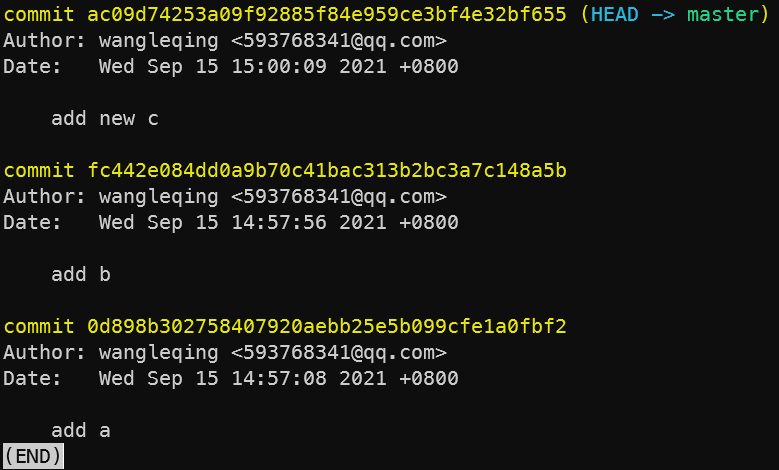 commit ac09d74253a09f92885f84e959ce3bf4e32bf655 (HEAD -> master)
Author: wangleqing <593768341@qq.com>
Date:   Wed Sep 15 15:00:09 2021 +0800
    add new c
commit fc442e084dd0a9b70c41bac313b2bc3a7c148a5b
Author: wangleqing <593768341@qq.com>
Date:   Wed Sep 15 14:57:56 2021 +0800
    add b
commit 0d898b302758407920aebb25e5b099cfe1a0fbf2
Author: wangleqing <593768341@qq.com>
Date:   Wed Sep 15 14:57:08 2021 +0800
    add a
(END)